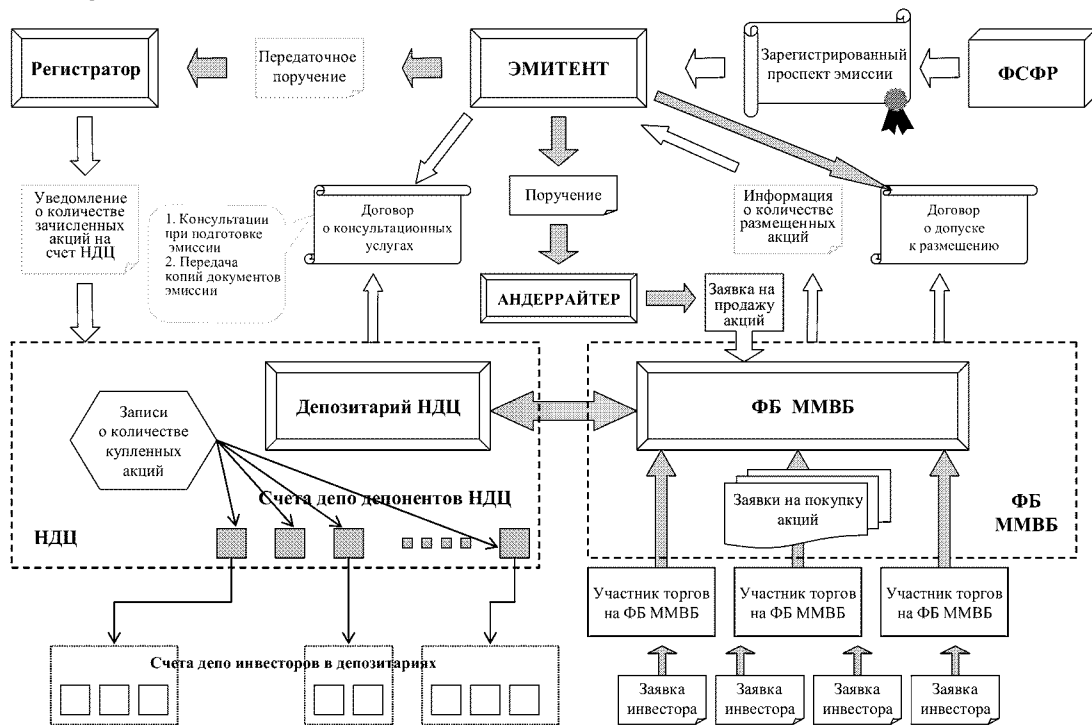 Регистратор
Передаточное
поручение
ЭМИТЕНТ
Зарегистрированный
проспект эмиссии
ФСФР
Уведомление
о количестве
зачисленных
акций на
счет НДЦ
1. Консультации
при подготовке
эмиссии
2. Передача
копий документов
эмиссии
Договор
о консультационных
услугах
Поручение
Информация
о количестве
размещенных
акций
Договор
о допуске
к размещению
АНДЕРРАЙТЕР
Заявка на
продажу
акций
Депозитарий НДЦ
ФБ ММВБ
Записи
о количестве
купленных
акций
Счета депо депонентов НДЦ
НДЦ
Заявки на покупку
акций
ФБ
ММВБ
Участник торгов
на ФБ ММВБ
Участник торгов
на ФБ ММВБ
Участник торгов
на ФБ ММВБ
Счета депо инвесторов в депозитариях
Заявка
инвестора
Заявка
инвестора
Заявка
инвестора
Заявка
инвестора